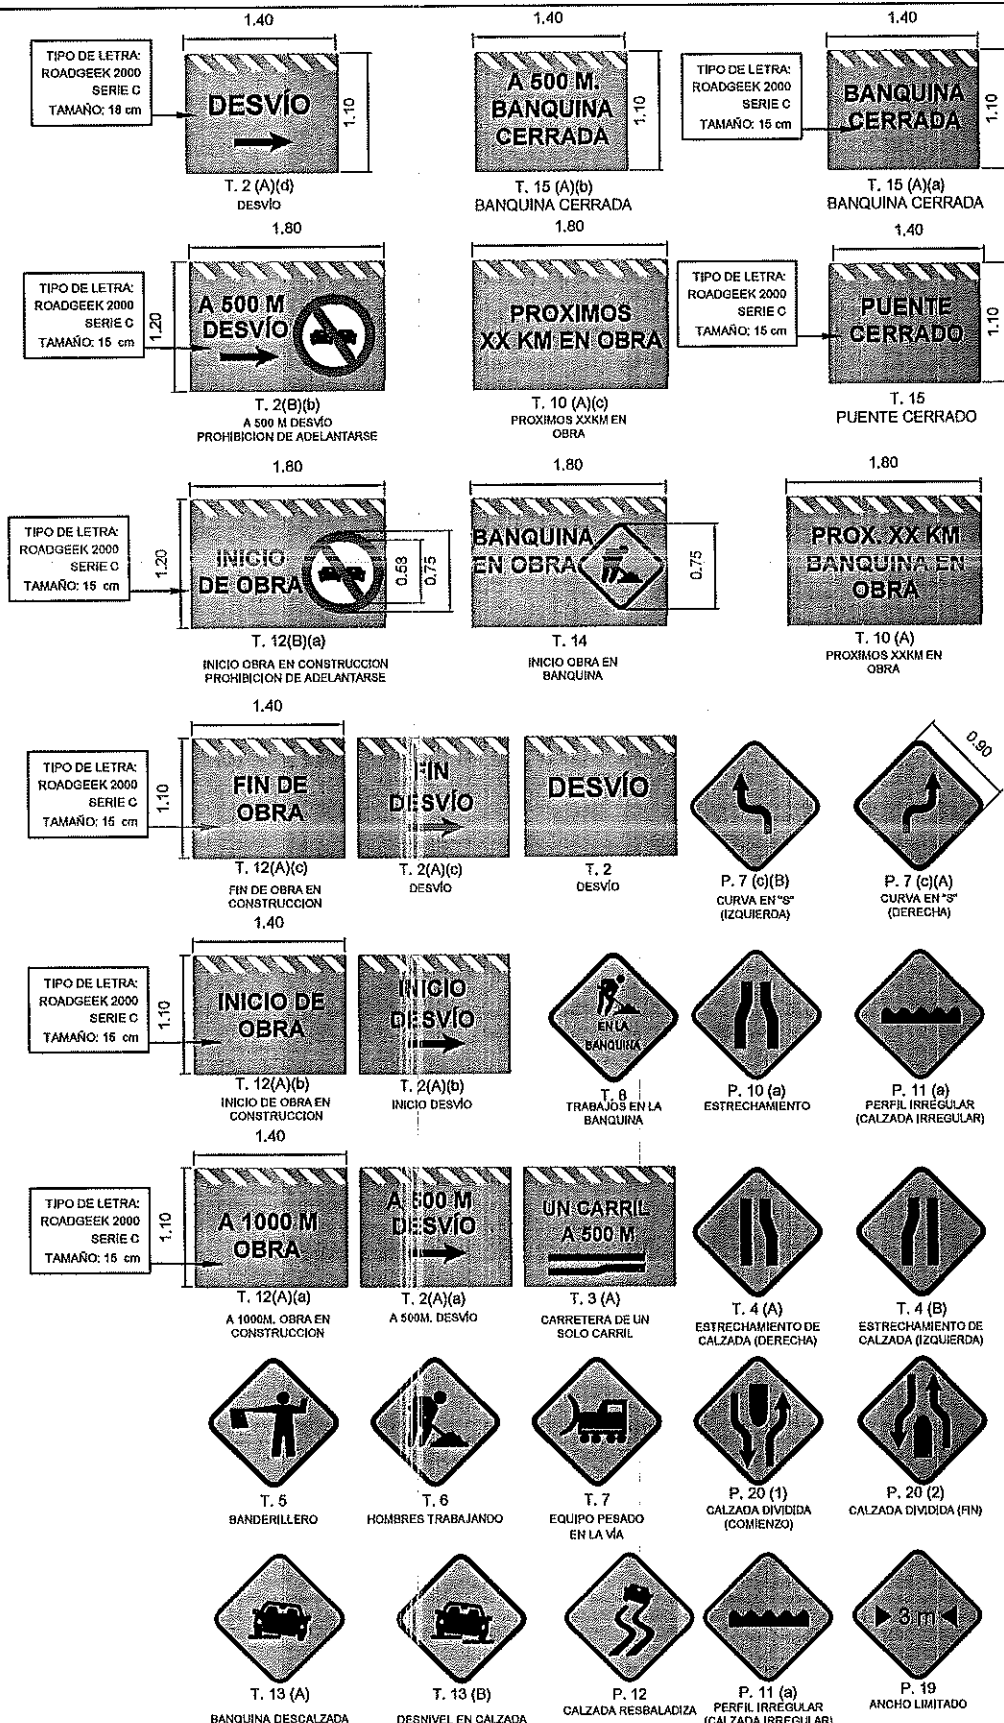 1.40
1.40
1.40
TIPO DE LETRA:
ROADGEEK 2000
SERIE C
TAMAÑO: 18 cm
DESVÍO
1.10
T. 2 (A)(d)
DESVÍO
A 500 M.
BANQUINA
CERRADA
1.10
T. 15 (A)(b)
BANQUINA CERRADA
TIPO DE LETRA:
ROADGEEK 2000
SERIE C
TAMAÑO: 15 cm
BANQUINA
CERRADA
1.10
T. 15 (A)(a)
BANQUINA CERRADA
1.80
1.80
1.40
TIPO DE LETRA:
ROADGEEK 2000
SERIE C
TAMAÑO: 15 cm
1.20
A 500 M
DESVÍO
T. 2(B)(b)
A 500 M DESVÍO
PROHIBICION DE ADELANTARSE
PROXIMOS
XX KM EN OBRA
T. 10 (A)(c)
PROXIMOS XXKM EN
OBRA
TIPO DE LETRA:
ROADGEEK 2000
SERIE C
TAMAÑO: 15 cm
PUENTE
CERRADO
1.10
T. 15
PUENTE CERRADO
1.80
1.80
1.80
TIPO DE LETRA:
ROADGEEK 2000
SERIE C
TAMAÑO: 15 cm
1.20
INICIO
DE OBRA
0.58
0.75
T. 12(B)(a)
INICIO OBRA EN CONSTRUCCION
PROHIBICION DE ADELANTARSE
BANQUINA
EN OBRA
0.75
T. 14
INICIO OBRA EN
BANQUINA
PROX. XX KM
BANQUINA EN
OBRA
T. 10 (A)
PROXIMOS XXKM EN
OBRA
1.40
TIPO DE LETRA:
ROADGEEK 2000
SERIE C
TAMAÑO: 15 cm
1.10
FIN DE
OBRA
T. 12(A)(c)
FIN DE OBRA EN
CONSTRUCCION
FIN
DESVÍO
T. 2(A)(c)
DESVÍO
DESVÍO
T. 2
DESVÍO
P. 7 (c)(B)
CURVA EN "S"
(IZQUIERDA)
0.90
P. 7 (c)(A)
CURVA EN "S"
(DERECHA)
1.40
TIPO DE LETRA:
ROADGEEK 2000
SERIE C
TAMAÑO: 15 cm
1.10
INICIO DE
OBRA
T. 12(A)(b)
INICIO DE OBRA EN
CONSTRUCCION
INICIO
DESVÍO
T. 2(A)(b)
INICIO DESVÍO
EN LA
BANQUINA
T. 8
TRABAJOS EN LA
BANQUINA
P. 10 (a)
ESTRECHAMIENTO
P. 11 (a)
PERFIL IRREGULAR
(CALZADA IRREGULAR)
1.40
TIPO DE LETRA:
ROADGEEK 2000
SERIE C
TAMAÑO: 15 cm
1.10
A 1000 M
OBRA
T. 12(A)(a)
A 1000M. OBRA EN
CONSTRUCCION
A 500 M
DESVÍO
T. 2(A)(a)
A 500M. DESVÍO
UN CARRIL
A 500 M
T. 3 (A)
CARRETERA DE UN
SOLO CARRIL
T. 4 (A)
ESTRECHAMIENTO DE
CALZADA (DERECHA)
T. 4 (B)
ESTRECHAMIENTO DE
CALZADA (IZQUIERDA)
T. 5
BANDERILLERO
T. 6
HOMBRES TRABAJANDO
T. 7
EQUIPO PESADO
EN LA VÍA
P. 20 (1)
CALZADA DIVIDIDA
(COMIENZO)
P. 20 (2)
CALZADA DIVIDIDA (FIN)
T. 13 (A)
BANQUINA DESCALZADA
T. 13 (B)
DESNIVEL EN CALZADA
P. 12
CALZADA RESBALADIZA
P. 11 (a)
PERFIL IRREGULAR
(CALZADA IRREGULAR)
3 m
P. 19
ANCHO LIMITADO